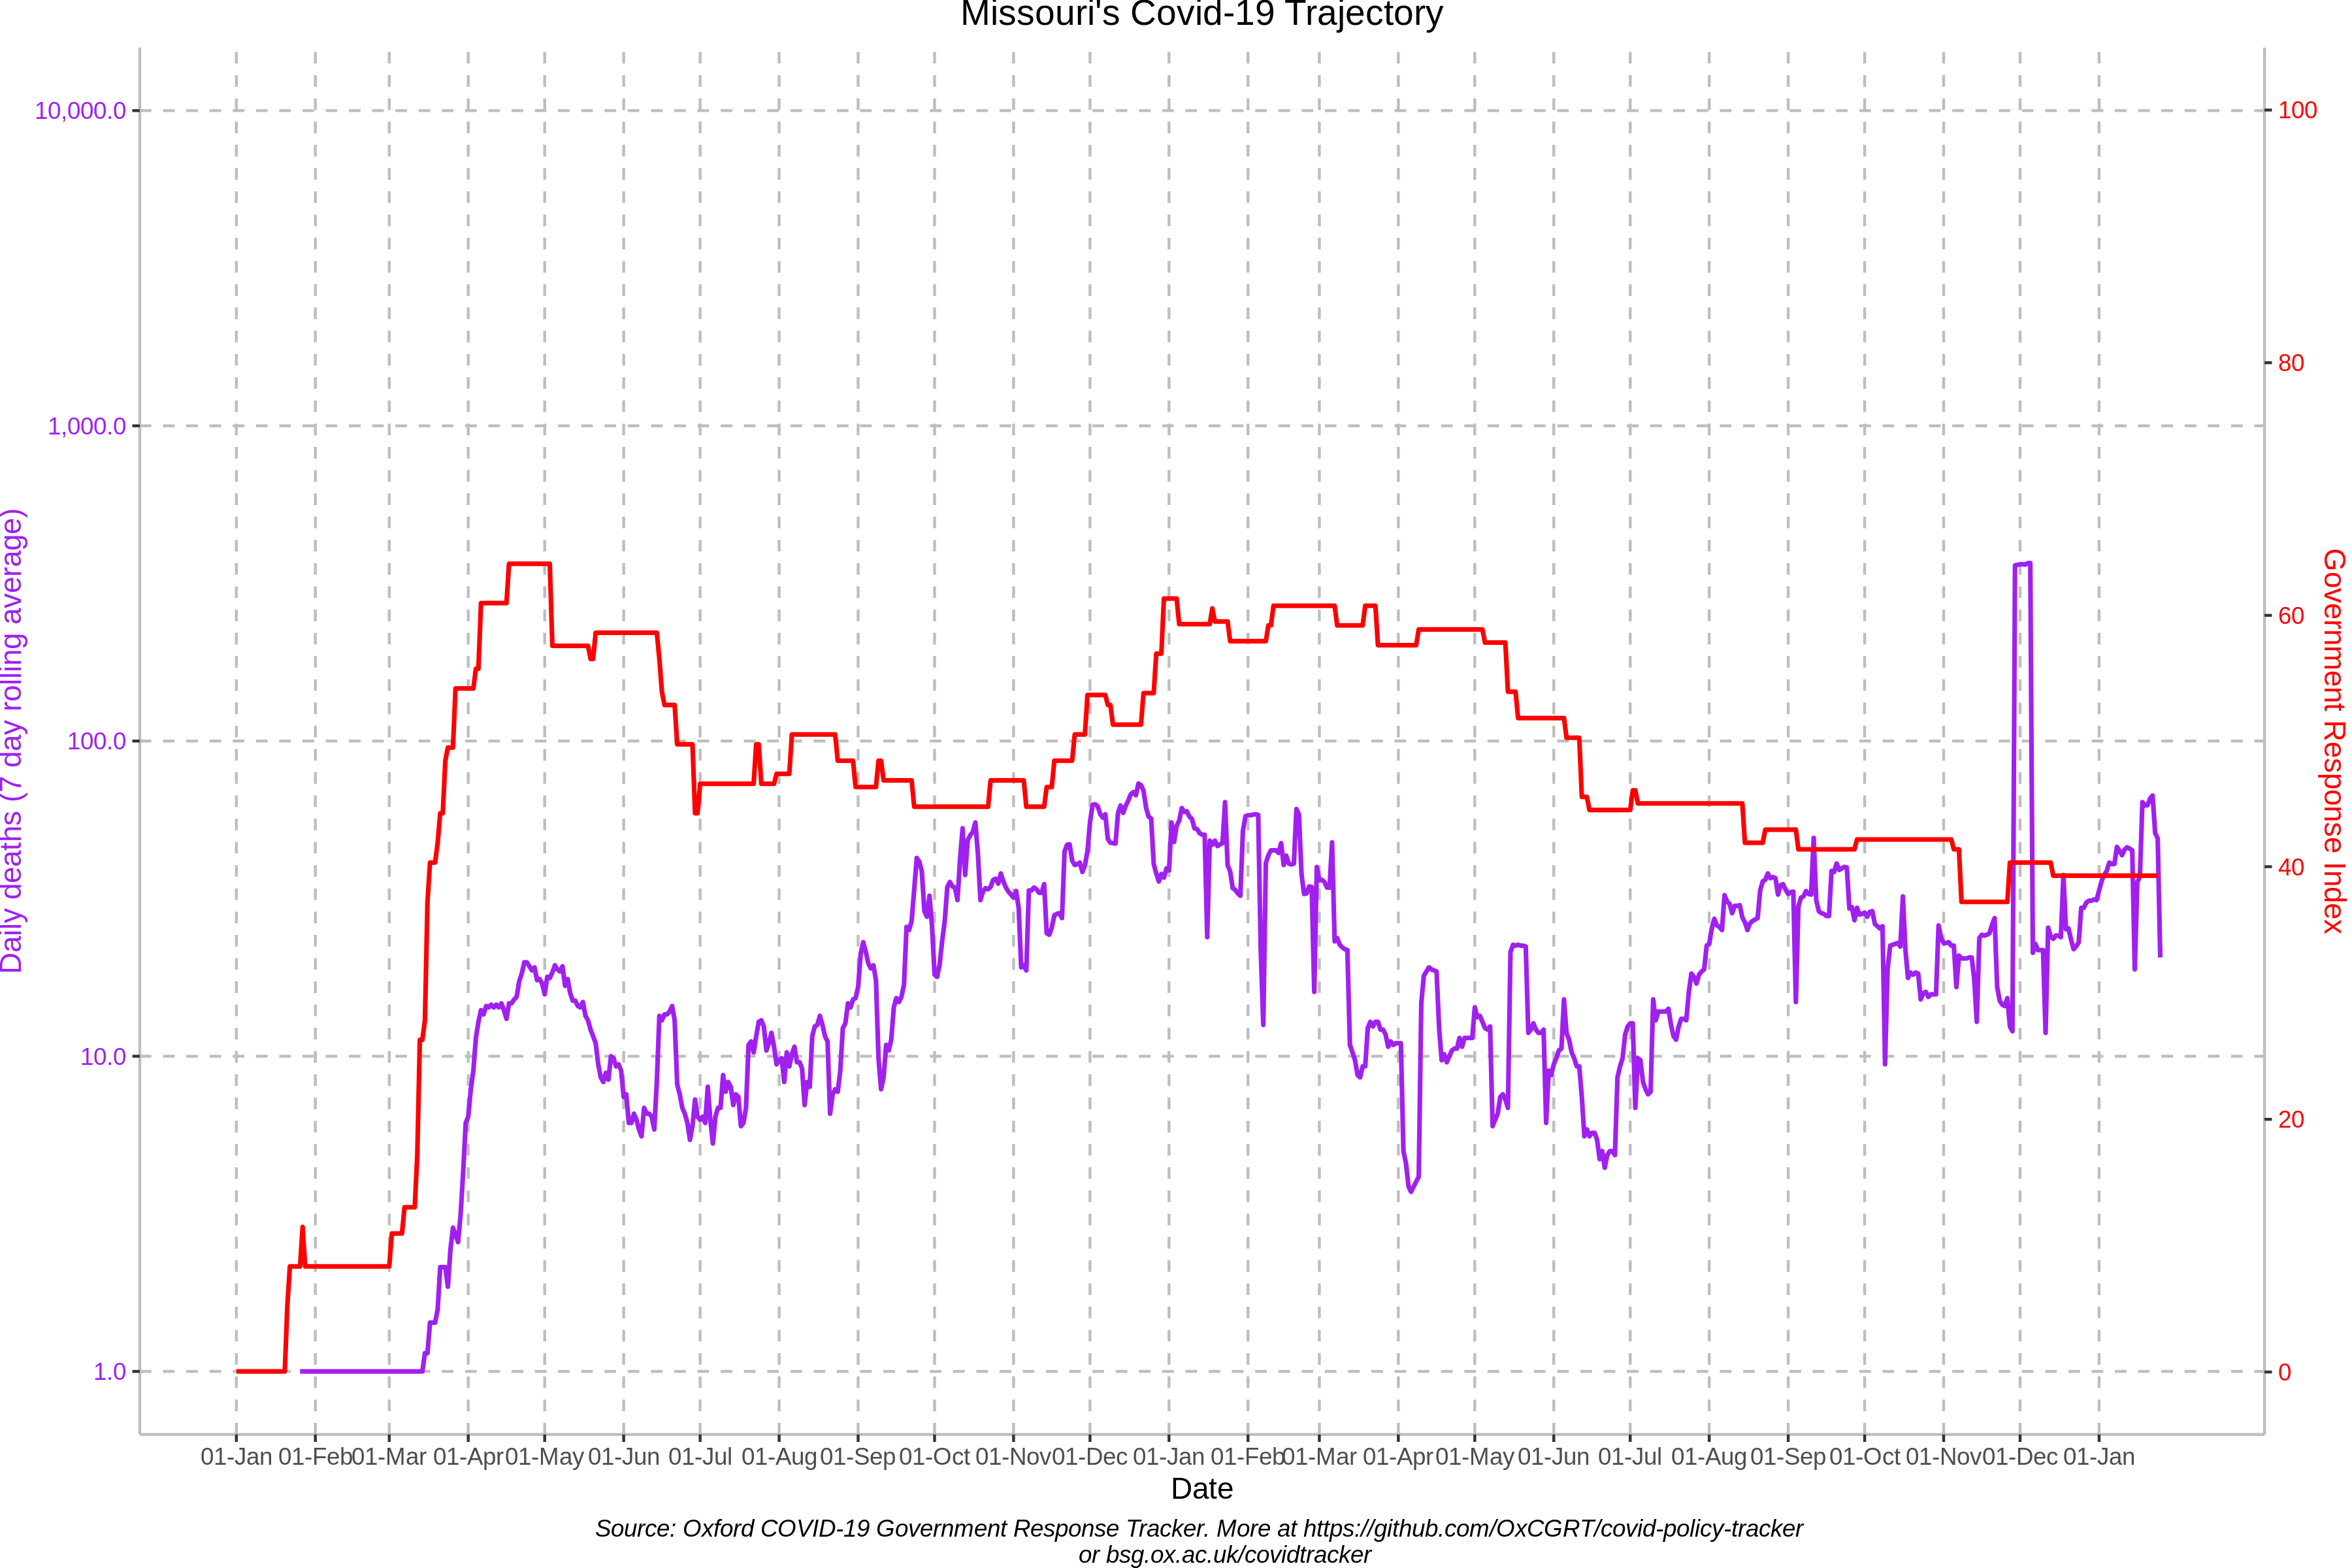 Missouri's Covid-19 Trajectory
10,000.0
1,000.0
100.0
10.0
1.0
Daily deaths (7 day rolling average)
100
80
60
40
20
0
Government Response Index
01-Jan 01-Feb 01-Mar 01-Apr 01-May 01-Jun 01-Jul 01-Aug 01-Sep 01-Oct 01-Nov 01-Dec 01-Jan 01-Feb 01-Mar 01-Apr 01-May 01-Jun 01-Jul 01-Aug 01-Sep 01-Oct 01-Nov 01-Dec 01-Jan
Date
Source: Oxford COVID-19 Government Response Tracker. More at https://github.com/OxCGRT/covid-policy-tracker
or bsg.ox.ac.uk/covidtracker